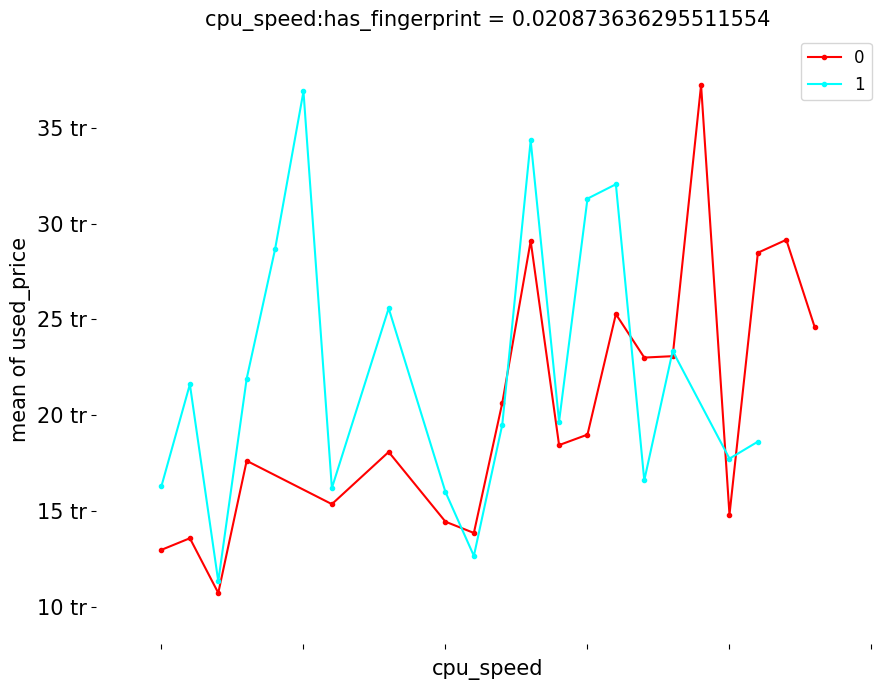 cpu_speed:has_fingerprint = 0.020873636295511554
0
1
35 tr
30 tr
25 tr
20 tr
15 tr
10 tr
mean of used_price
cpu_speed